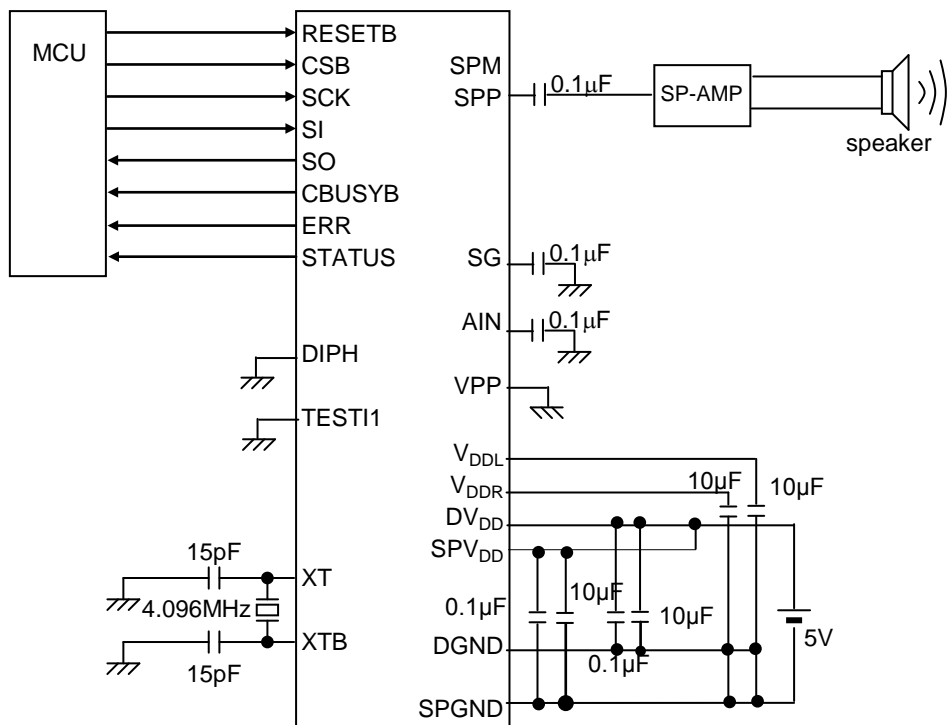 MCU
RESETB
CSB
SCK
SI
SO
CBUSYB
ERR
STATUS
DIPH
TESTI1
15pF
XT
4.096MHz
XTB
15pF
SPM
SPP
0.1μF
SP-AMP
speaker
SG
0.1μF
AIN
0.1μF
VPP
VDDL
VDDR
10μF
10μF
DVDD
SPVDD
0.1μF
10μF
10μF
0.1μF
5V
DGND
SPGND